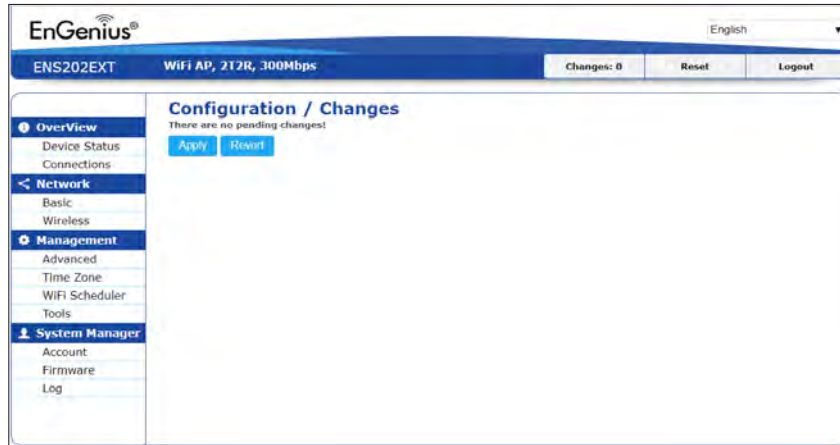 EnGenius®
English
ENS202EXT WiFi AP, 2T2R, 300Mbps Changes: 0 Reset Logout
Configuration / Changes
There are no pending changes!
Apply Revert
OverView
Device Status
Connections
Network
Basic
Wireless
Management
Advanced
Time Zone
WiFi Scheduler
Tools
System Manager
Account
Firmware
Log